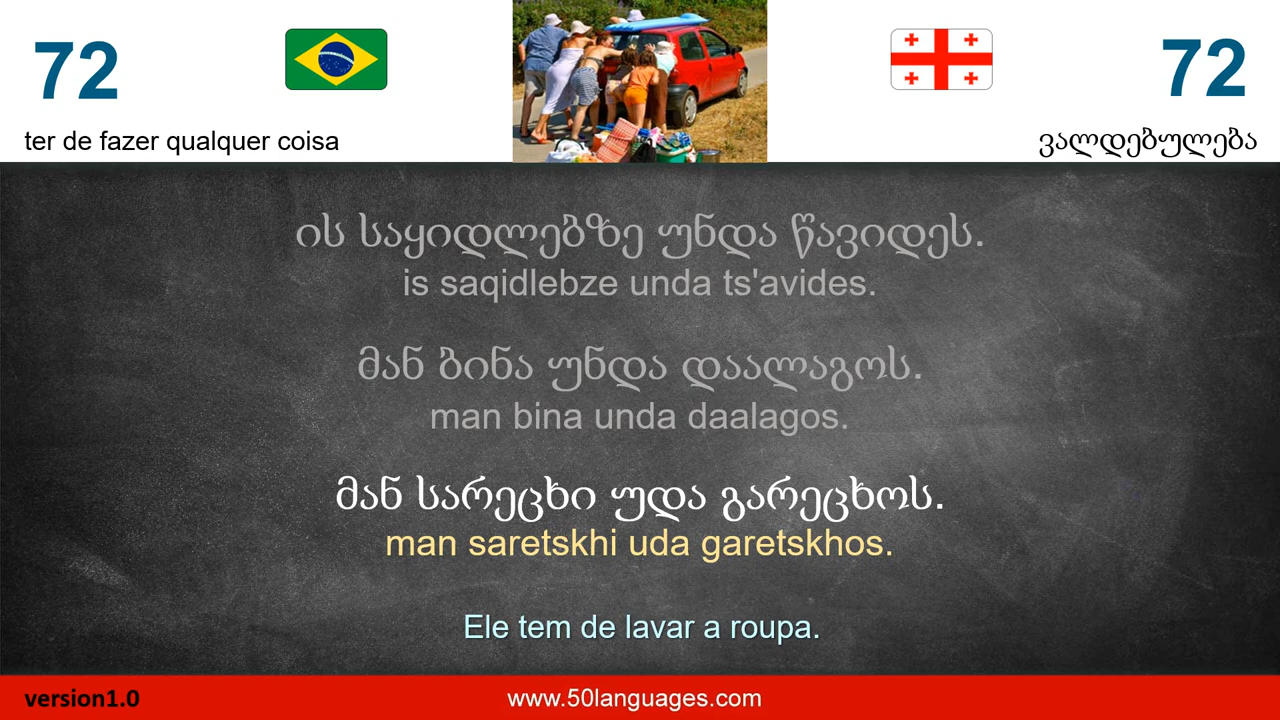 72
72
ter de fazer qualquer coisa
ვალდებულება
ის საყიდლებზე უნდა წავიდეს.
is saqidlebze unda ts'avides.
მან ბინა უნდა დაალაგოს.
man bina unda daalagos.
მან სარეცხი უდა გარეცხოს.
man saretskhi uda garetskhos.
Ele tem de lavar a roupa.
version1.0
www.50languages.com